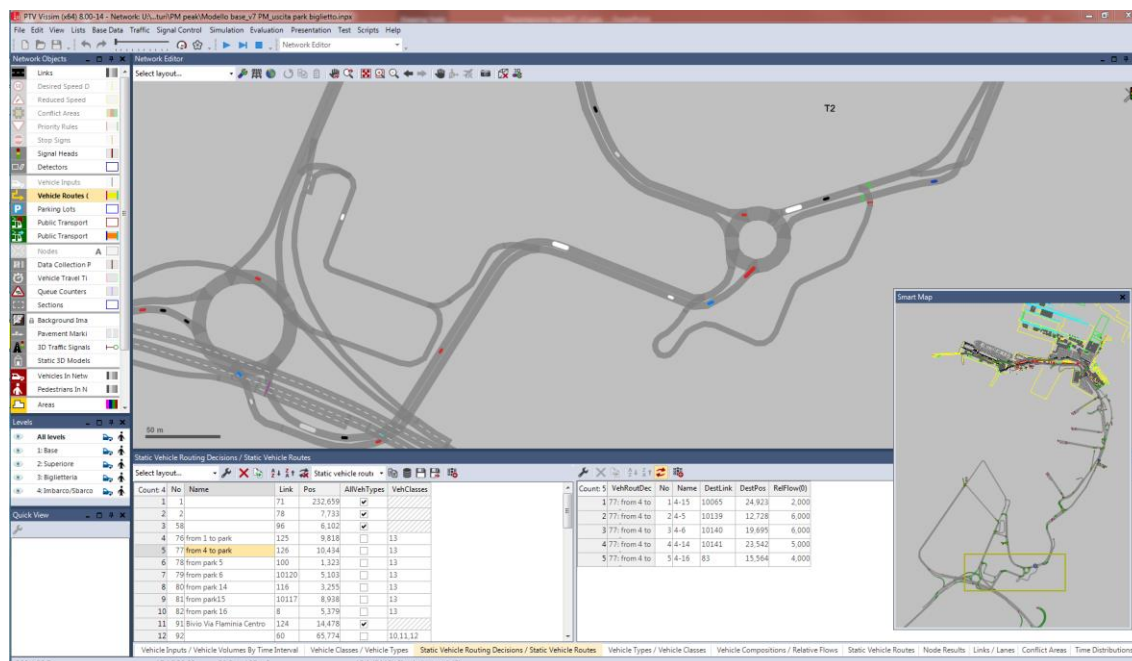 PTV Vissim (x64) 8.00-14 - Network: U:\...turi\PM peak\Modello base_v7 PM_uscita park biglietto.inpx
File Edit View Lists Base Data Traffic Signal Control Simulation Evaluation Presentation Test Scripts Help
Network Editor
Network Objects
Links
Desired Speed D
Reduced Speed
Conflict Areas
Priority Rules
Stop Signs
Signal Heads
Detectors
Vehicle Inputs
Vehicle Routes (
Parking Lots
Public Transport
Public Transport
Nodes A
Data Collection P
Vehicle Travel Ti
Queue Counters
Sections
Background Ima
Pavement Marki
3D Traffic Signals
Static 3D Models
Vehicles In Netw
Pedestrians In N
Areas
Levels
All levels
1: Base
2: Superiore
3: Biglietteria
4: Imbarco/Sbarco
Quick View
Network Editor
Select layout...
T2
50 m
Smart Map
Static Vehicle Routing Decisions / Static Vehicle Routes
Select layout...
Static vehicle route
Count: 4 No Name Link Pos AllVehTypes VehClasses
1 1 71 232,659
2 2 78 7,733
3 58 96 6,102
4 76 from 1 to park 125 9,818 13
5 77 from 4 to park 126 10,434 13
6 78 from park 5 100 1,323 13
7 79 from park 6 10120 5,103 13
8 80 from park 14 116 3,255 13
9 81 from park15 10117 8,938 13
10 82 from park 16 8 5,379 13
11 91 Bivio Via Flaminia Centro 124 14,478
12 92 60 65,774 10,11,12
Count: 5 VehRoutDec No Name DestLink DestPos RelFlow(0)
1 77: from 4 to 1 4-15 10065 24,923 2,000
2 77: from 4 to 2 4-5 10139 12,728 6,000
3 77: from 4 to 3 4-6 10140 19,695 6,000
4 77: from 4 to 4 4-14 10141 23,542 5,000
5 77: from 4 to 5 4-16 83 15,564 4,000
Vehicle Inputs / Vehicle Volumes By Time Interval
Vehicle Classes / Vehicle Types
Static Vehicle Routing Decisions / Static Vehicle Routes
Vehicle Types / Vehicle Classes
Vehicle Compositions / Relative Flows
Static Vehicle Routes
Node Results
Links / Lanes
Conflict Areas
Time Distributions